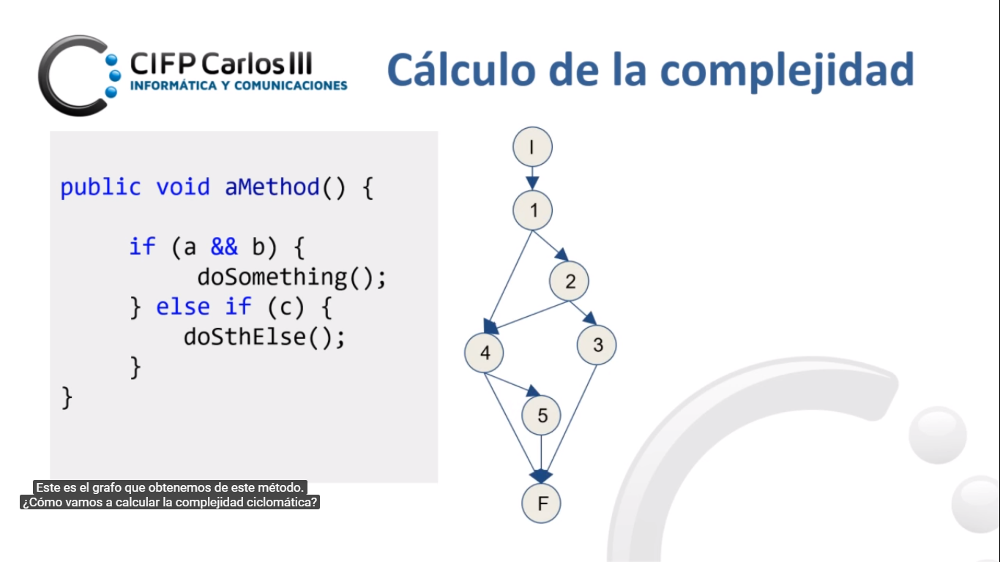 CIFP Carlos III
INFORMÁTICA Y COMUNICACIONES
Cálculo de la complejidad
public void aMethod() {
if (a && b) {
doSomething();
} else if (c) {
doSthElse();
}
}
I
1
2
4
3
5
F
Este es el grafo que obtenemos de este método.
¿Cómo vamos a calcular la complejidad ciclomática?